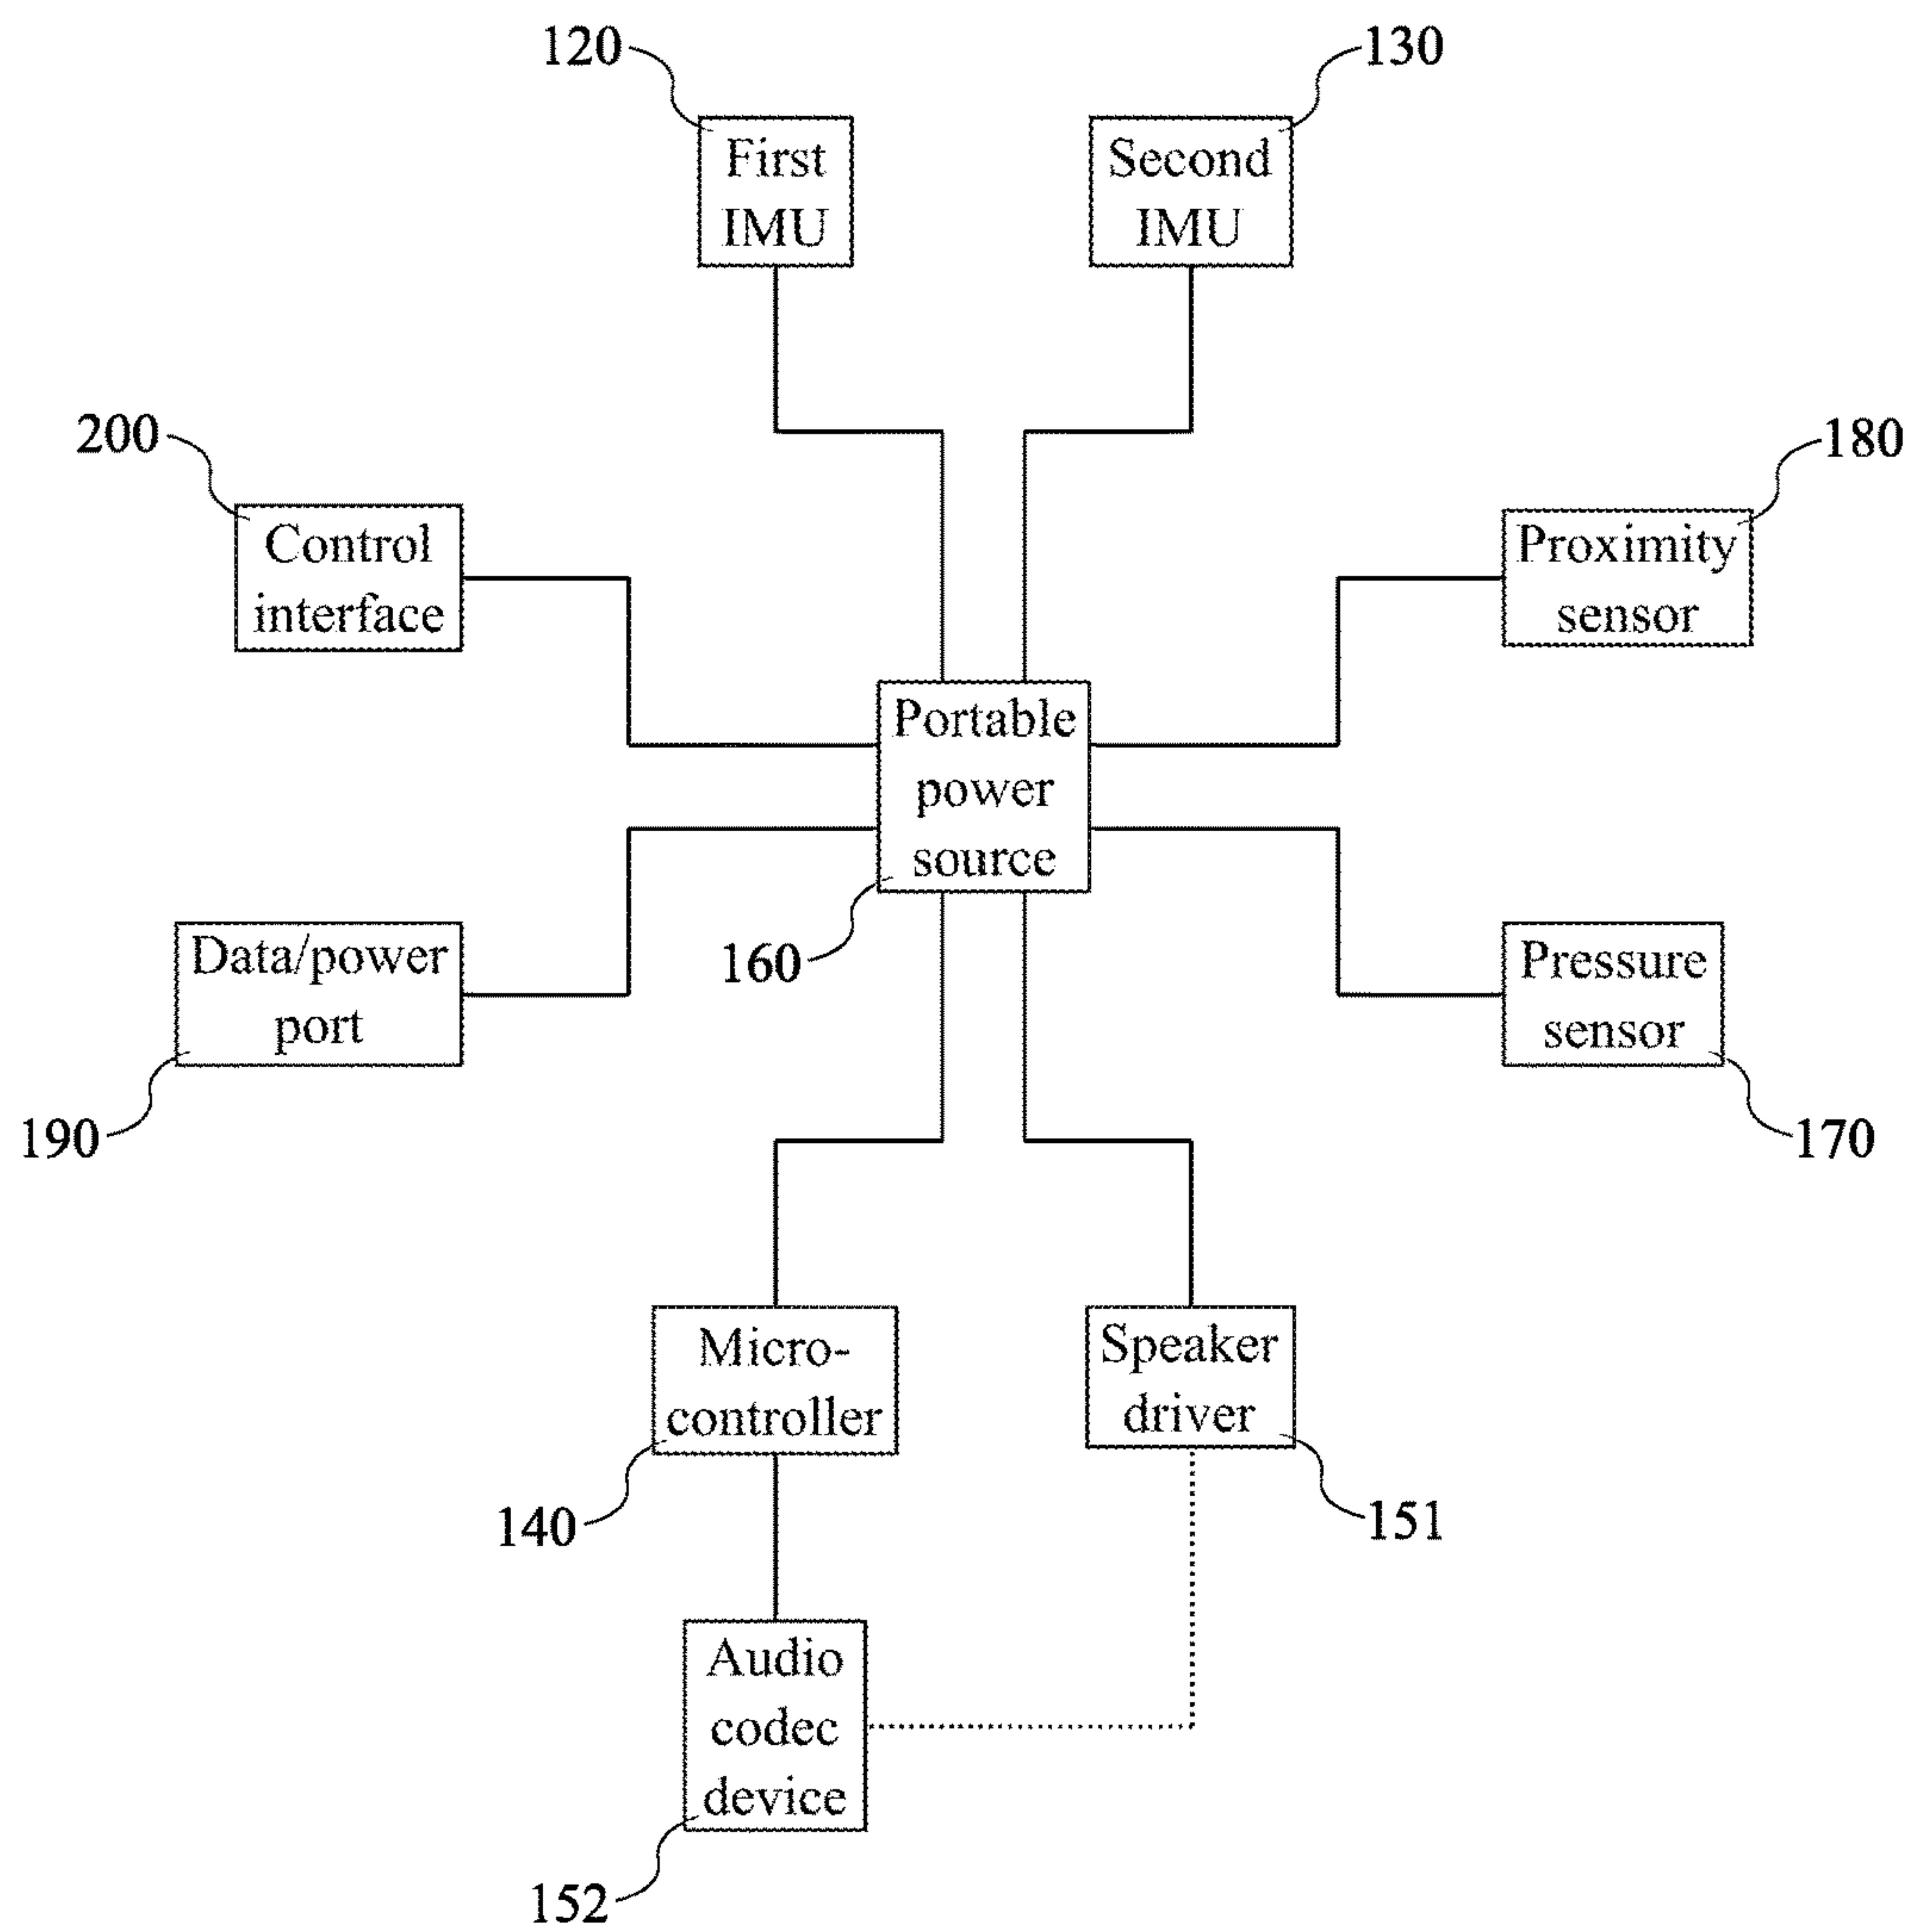 120
130
First
IMU
Second
IMU
200
180
Control
interface
Proximity
sensor
Portable
power
source
160
Data/power
port
Pressure
sensor
190
170
Micro-
controller
Speaker
driver
140
151
Audio
codec
device
152